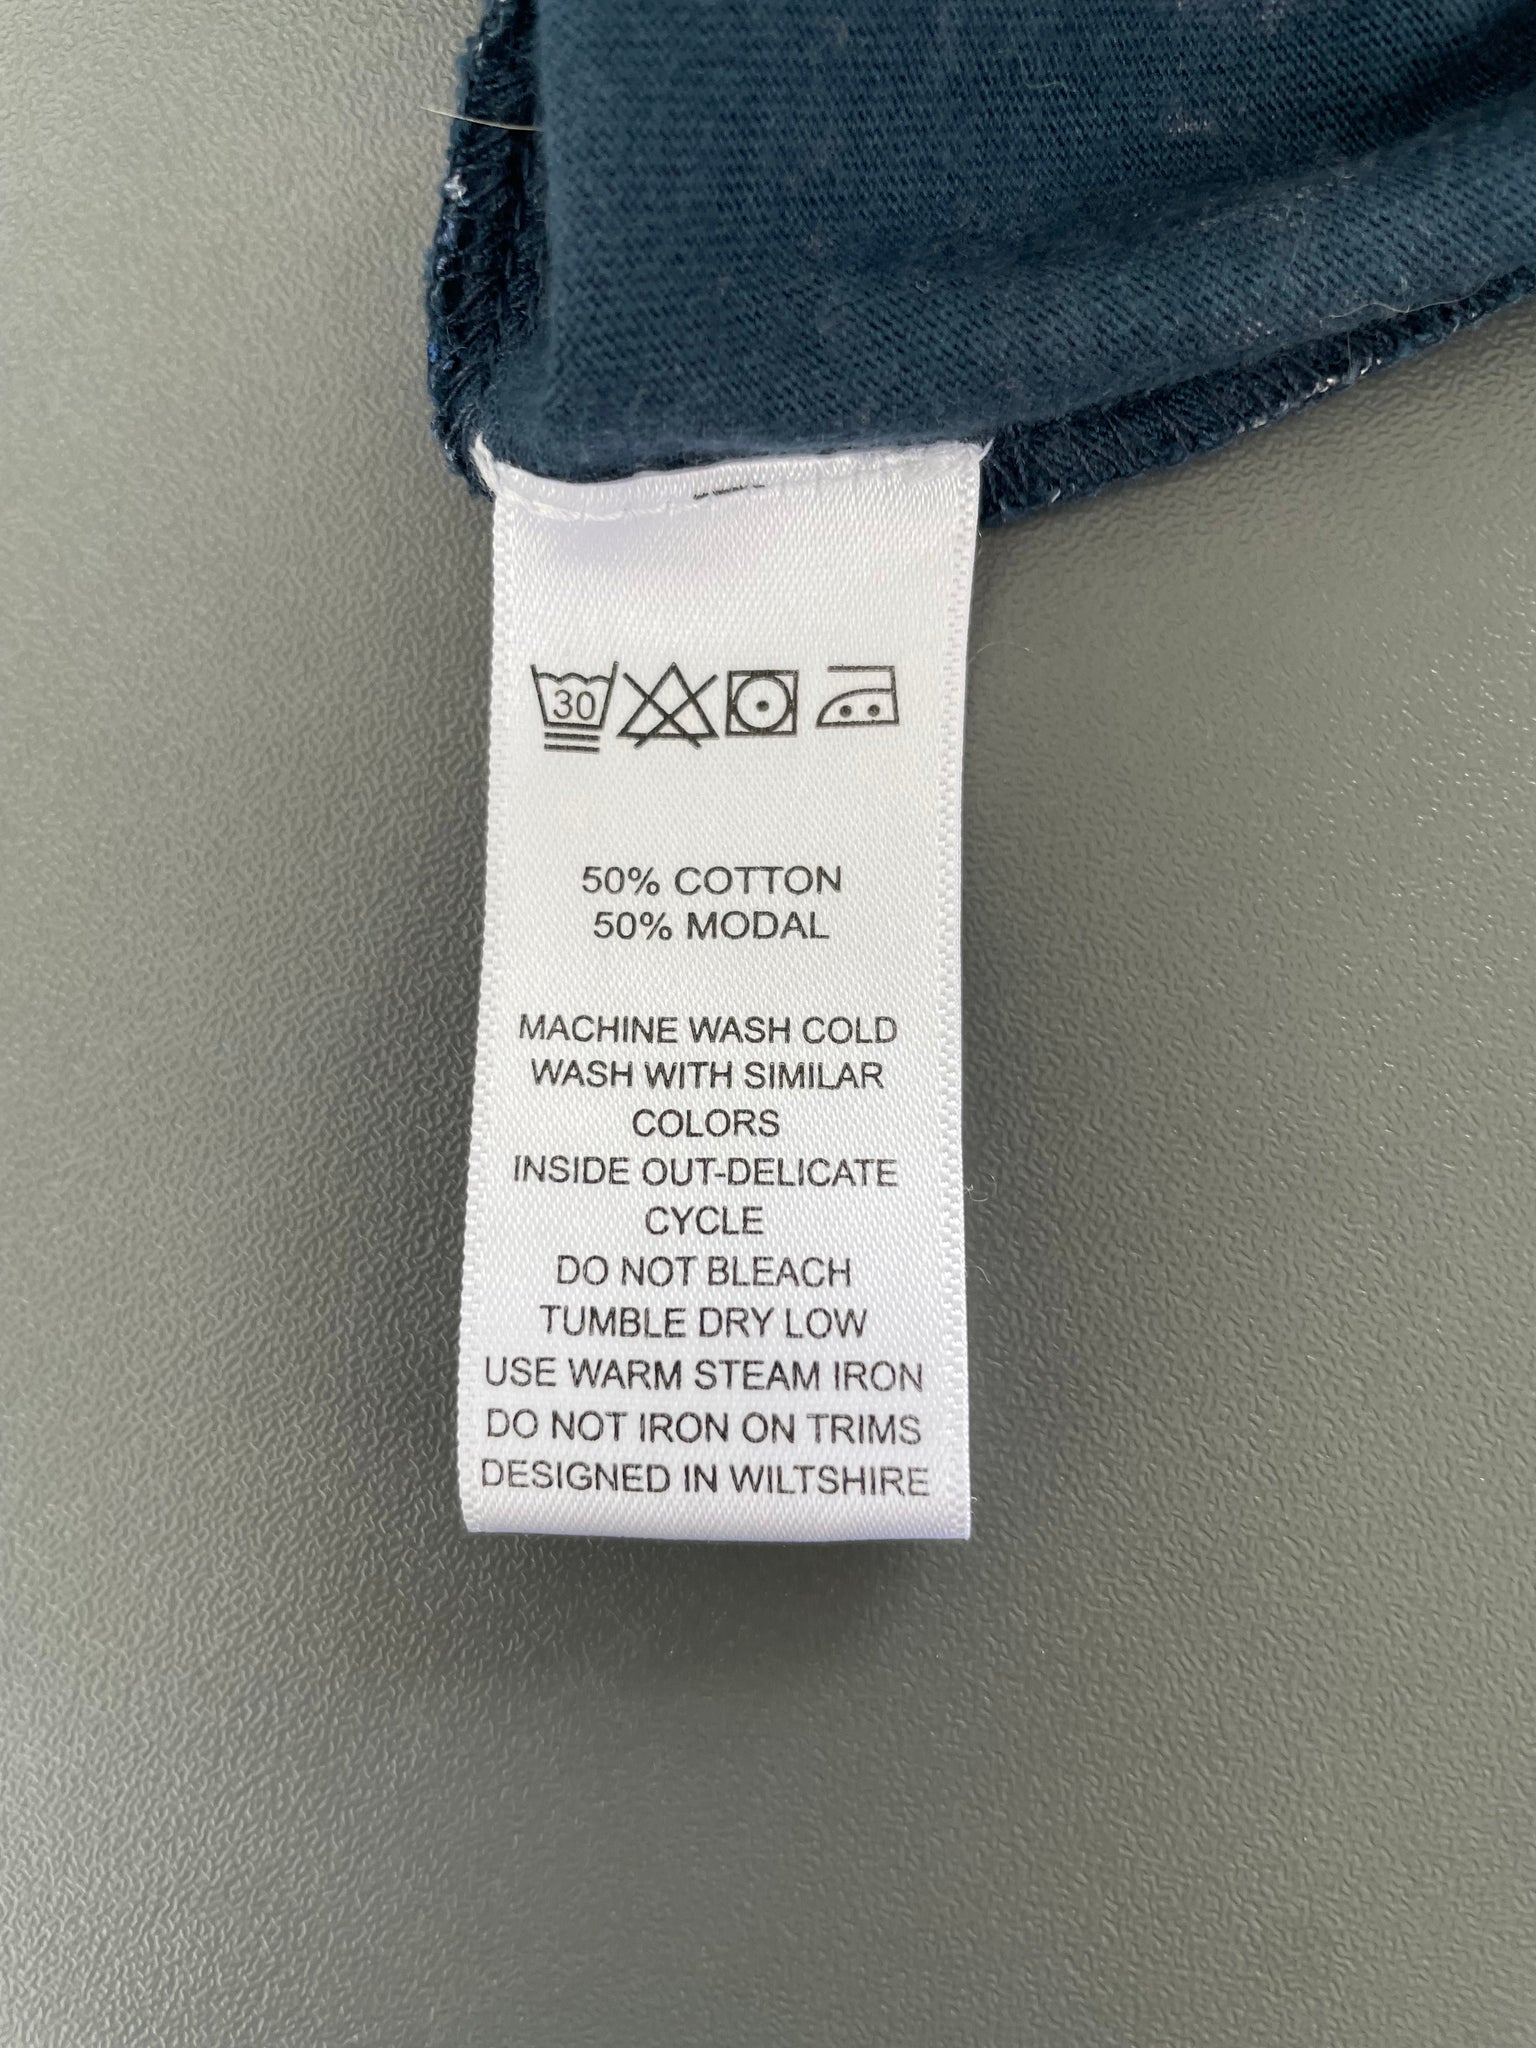 30
50% COTTON
50% MODAL
MACHINE WASH COLD
WASH WITH SIMILAR
COLORS
INSIDE OUT-DELICATE
CYCLE
DO NOT BLEACH
TUMBLE DRY LOW
USE WARM STEAM IRON
DO NOT IRON ON TRIMS
DESIGNED IN WILTSHIRE